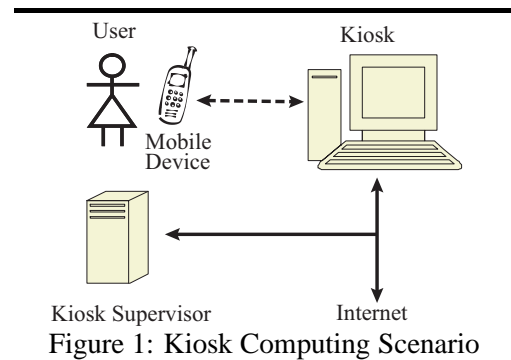 User
Kiosk
Mobile
Device
Kiosk Supervisor
Internet
Figure 1: Kiosk Computing Scenario